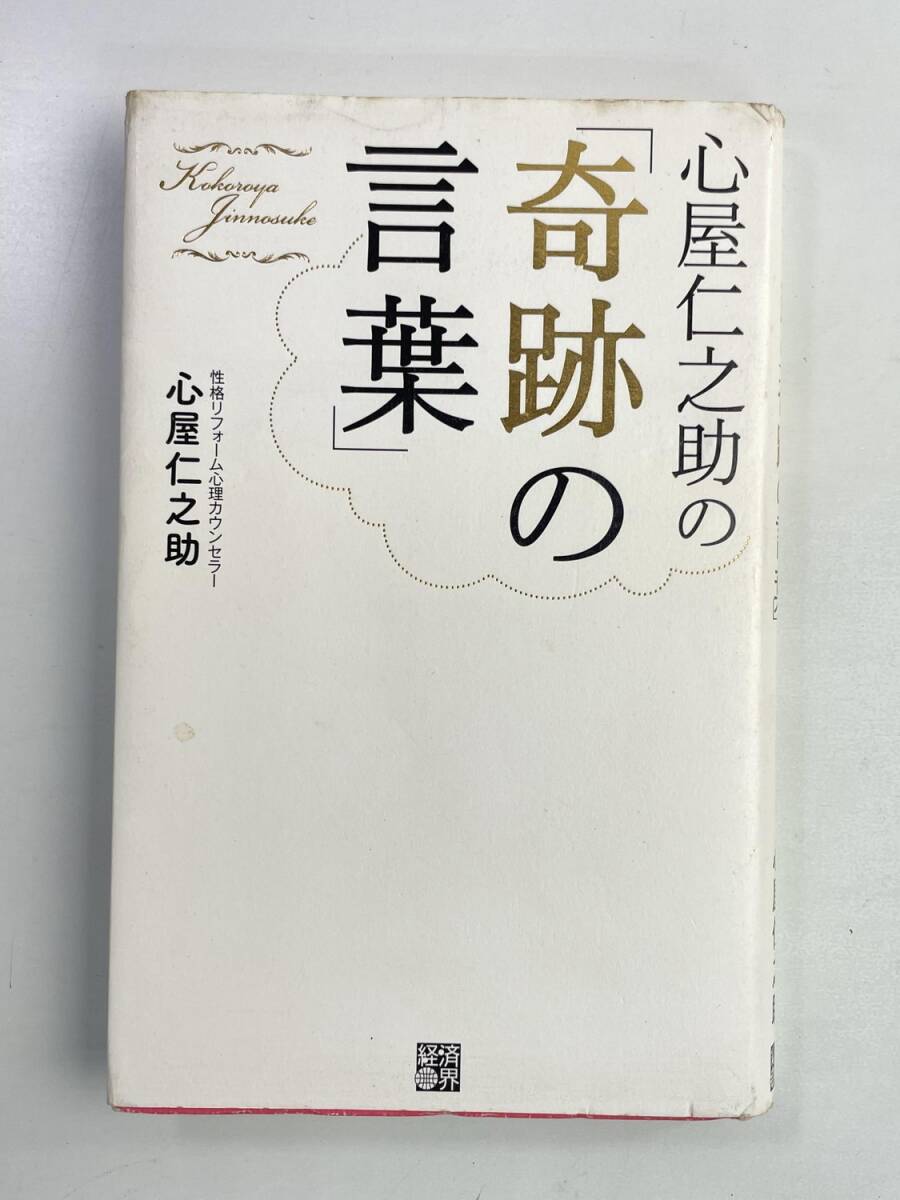 心屋仁之助の
「奇跡の
言葉」
Kokoroya
Jinnosuke
性格リフォーム心理カウンセラー
心屋仁之助
経済界